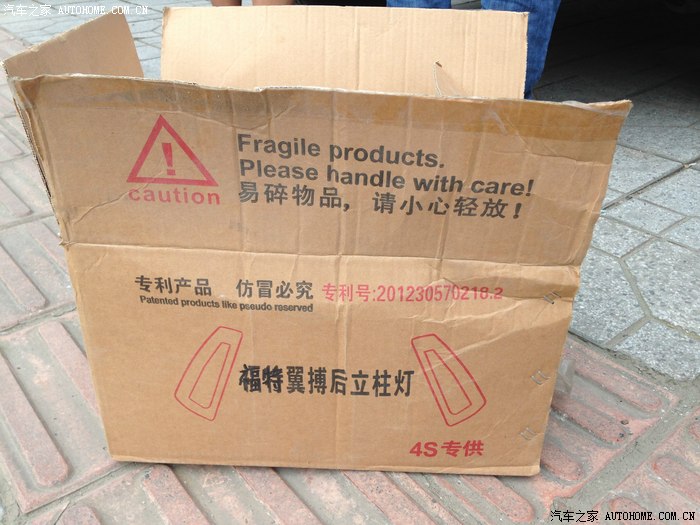 汽车之家 AUTOHOME.COM.CN
Fragile products.
Please handle with care!
易碎物品，请小心轻放！
caution
专利产品 仿冒必究 专利号:201230570218.2
Patented products like pseudo reserved
福特翼搏后立柱灯
4S专供
汽车之家 AUTOHOME.COM.CN